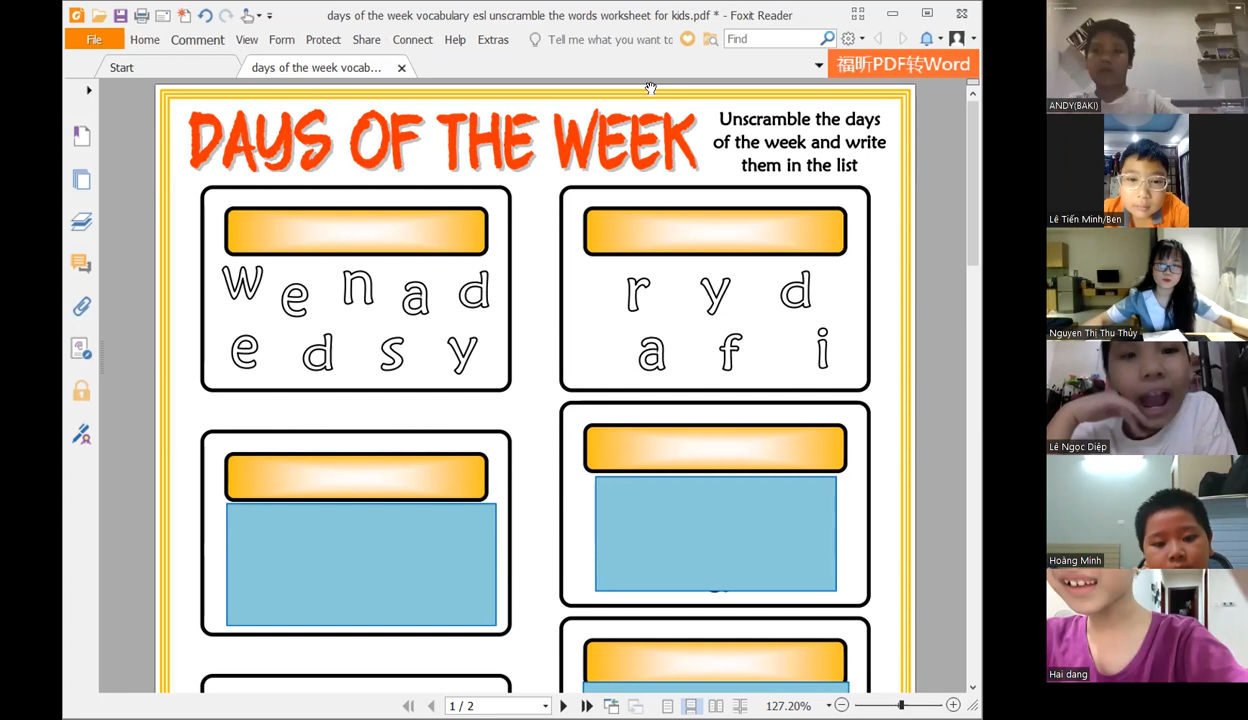 days of the week vocabulary esl unscramble the words worksheet for kids.pdf * - Foxit Reader
File Home Comment View Form Protect Share Connect Help Extras Tell me what you want to Find
Start days of the week vocab... 福昕PDF转Word
DAYS OF THE WEEK
Unscramble the days
of the week and write
them in the list
w e n a d
e d s y
r y d
a f i
1 / 2 127.20%
ANDY(BAKI)
Lê Tiến Minh/Ben
Nguyen Thị Thu Thủy
Lê Ngọc Diệp
Hoàng Minh
Hai dang